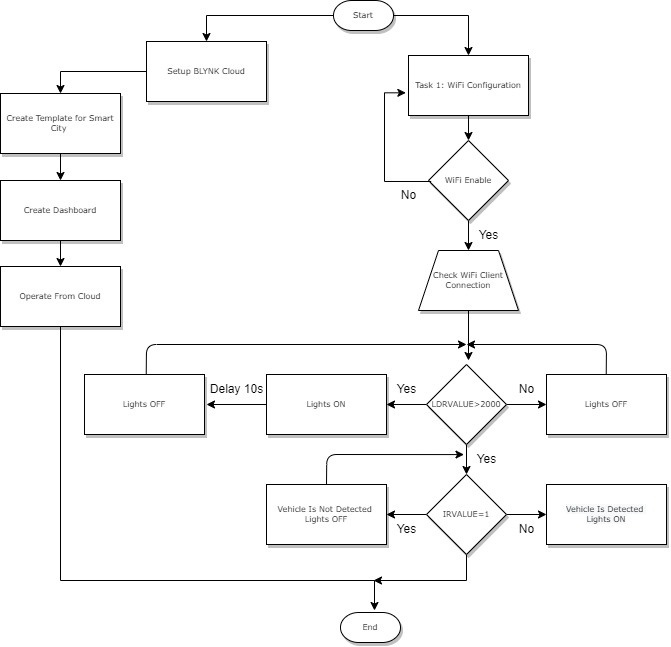 Start
Setup BLYNK Cloud
Task 1: WiFi Configuration
Create Template for Smart
City
WiFi Enable
No
Create Dashboard
Yes
Check WiFi Client
Connection
Operate From Cloud
Delay 10s
Yes
No
Lights OFF
Lights ON
LDRVALUE>2000
Lights OFF
Yes
Vehicle Is Not Detected
Lights OFF
IRVALUE=1
Vehicle Is Detected
Lights ON
Yes
No
End